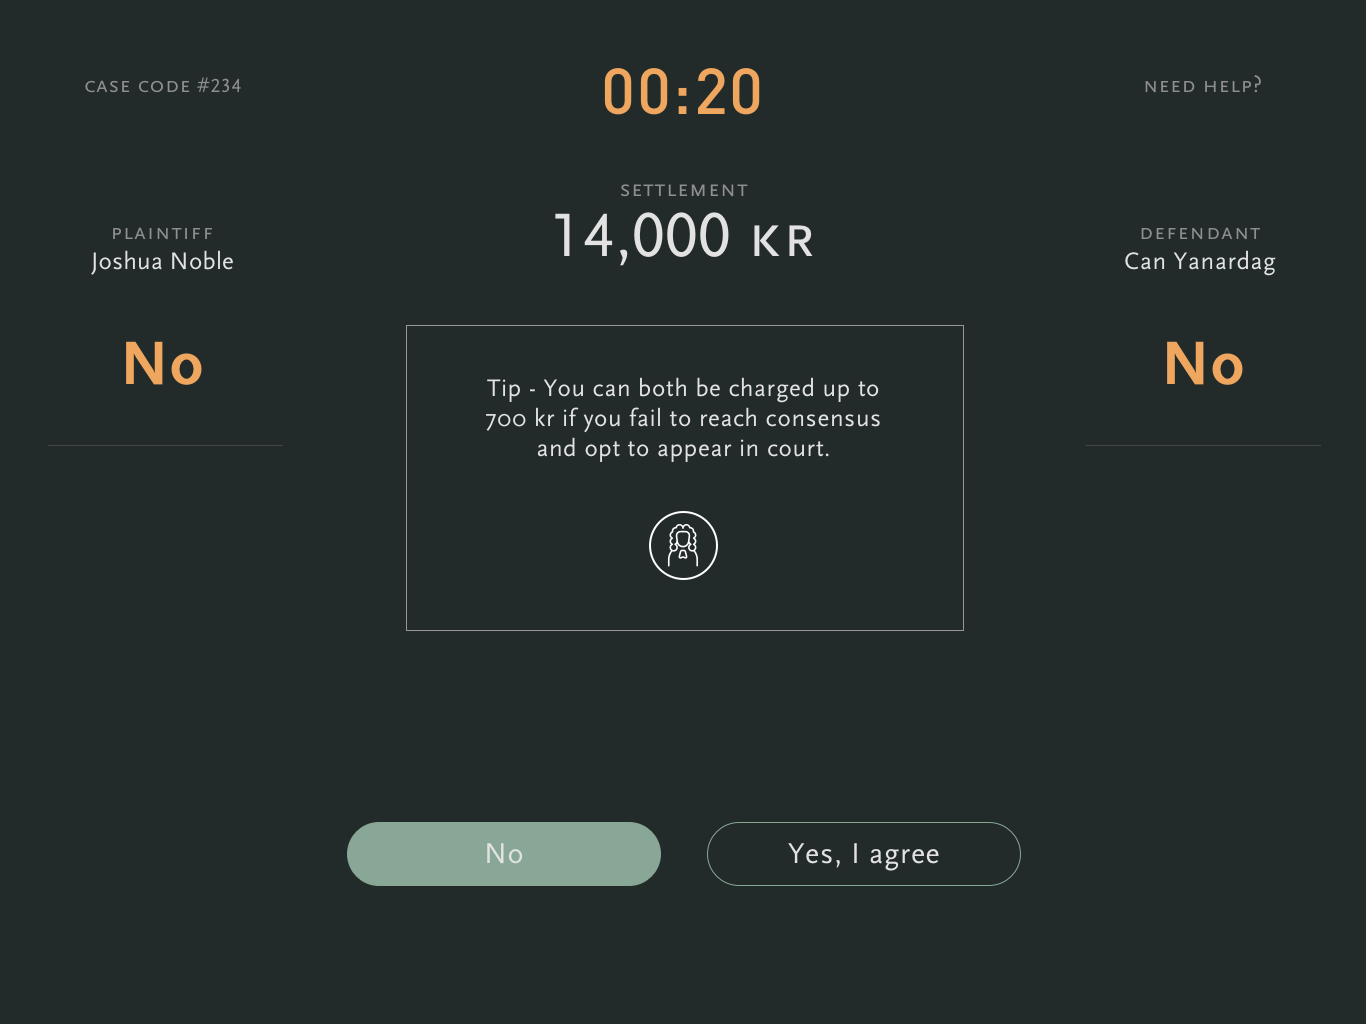 CASE CODE #234
00:20
NEED HELP?
SETTLEMENT
14,000 KR
PLAINTIFF
Joshua Noble
No
DEFENDANT
Can Yanardag
No
Tip - You can both be charged up to
700 kr if you fail to reach consensus
and opt to appear in court.
No
Yes, I agree